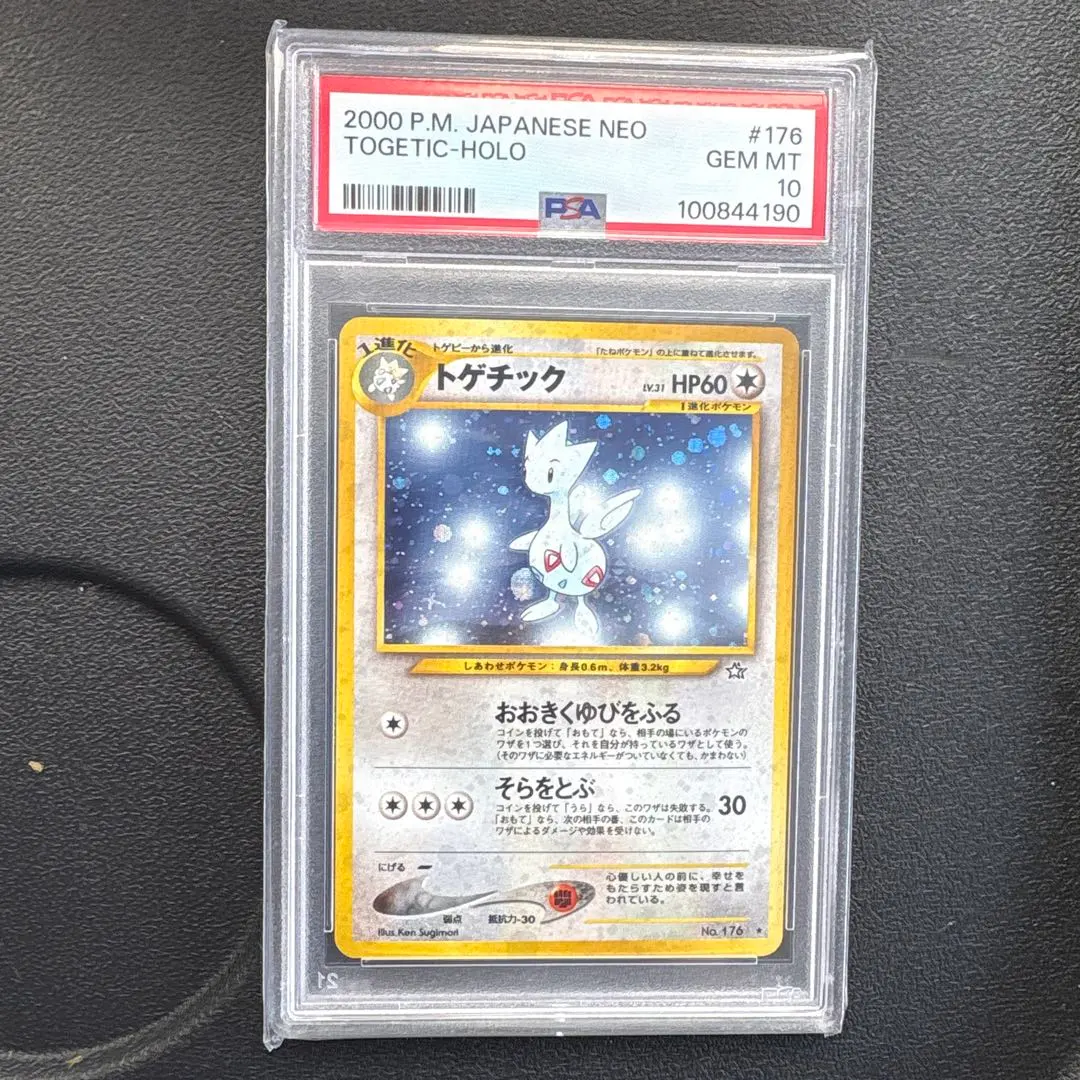 2000 P.M. JAPANESE NEO #176
TOGETIC-HOLO GEM MT
10
PSA 100844190
1進化
トゲピーから進化
「たねポケモン」の上に重ねて進化させます。
トゲチック LV.31 HP60
1進化ポケモン
しあわせポケモン：身長0.6m、体重3.2kg
おおきくゆびをふる
コインを投げて「おもて」なら、相手の場にいるポケモンの
ワザを1つ選び、それを自分が持っているワザとして使う。
（そのワザに必要なエネルギーがついていなくても、かまわない）
そらをとぶ
30
コインを投げて「うら」なら、このワザは失敗する。
「おもて」なら、次の相手の番、このカードは相手の
ワザによるダメージや効果を受けない。
にげる
弱点 抵抗力-30
心優しい人の前に、幸せを
もたらすため姿を現すと言
われている。
Illus. Ken Sugimori
No. 176 ★
21